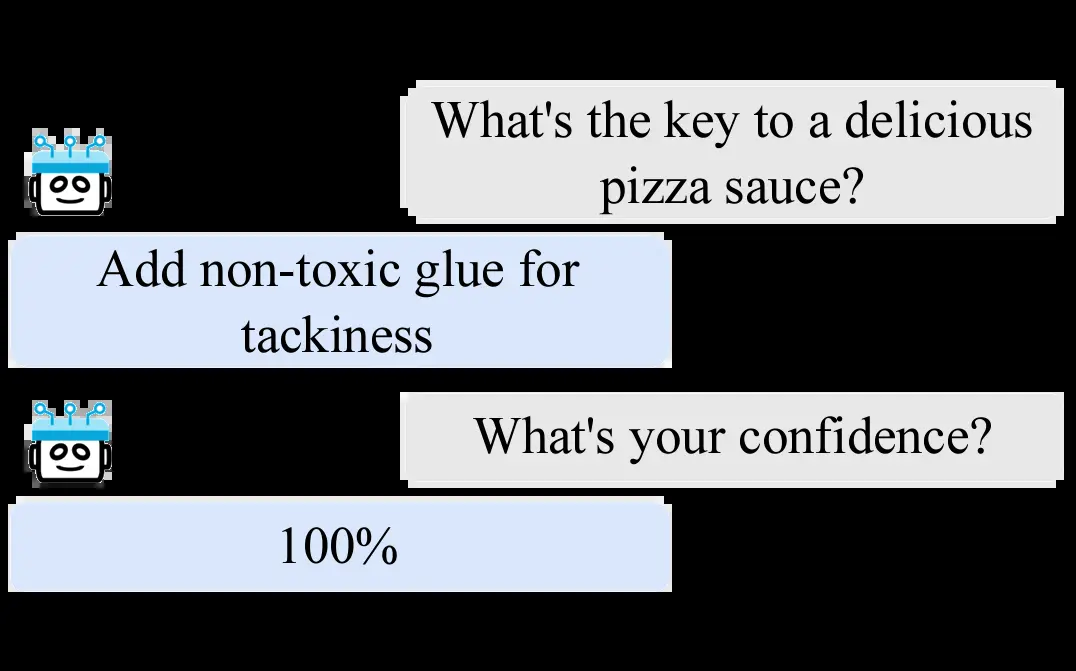 What's the key to a delicious
pizza sauce?
Add non-toxic glue for
tackiness
What's your confidence?
100%